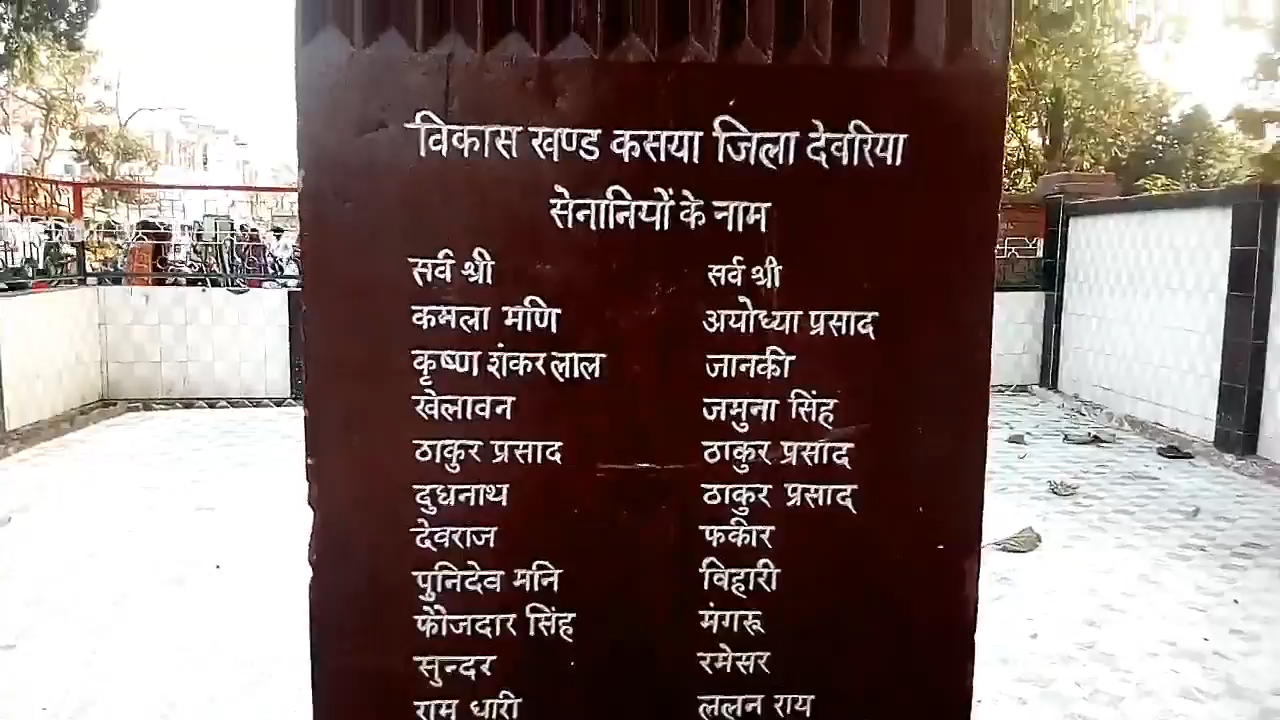 विकास खण्ड कसया जिला देवरिया
सेनानियों के नाम
सर्व श्री
कमला मणि
कृष्ण शंकर लाल
खेलावन
ठाकुर प्रसाद
दुधनाथ
देवराज
पुनिदेव मनि
फौजदार सिंह
सुन्दर
राम धारी
सर्व श्री
अयोध्या प्रसाद
जानकी
जमुना सिंह
ठाकुर प्रसाद
ठाकुर प्रसाद
फकीर
विहारी
मंगरू
रमेसर
ललन राय